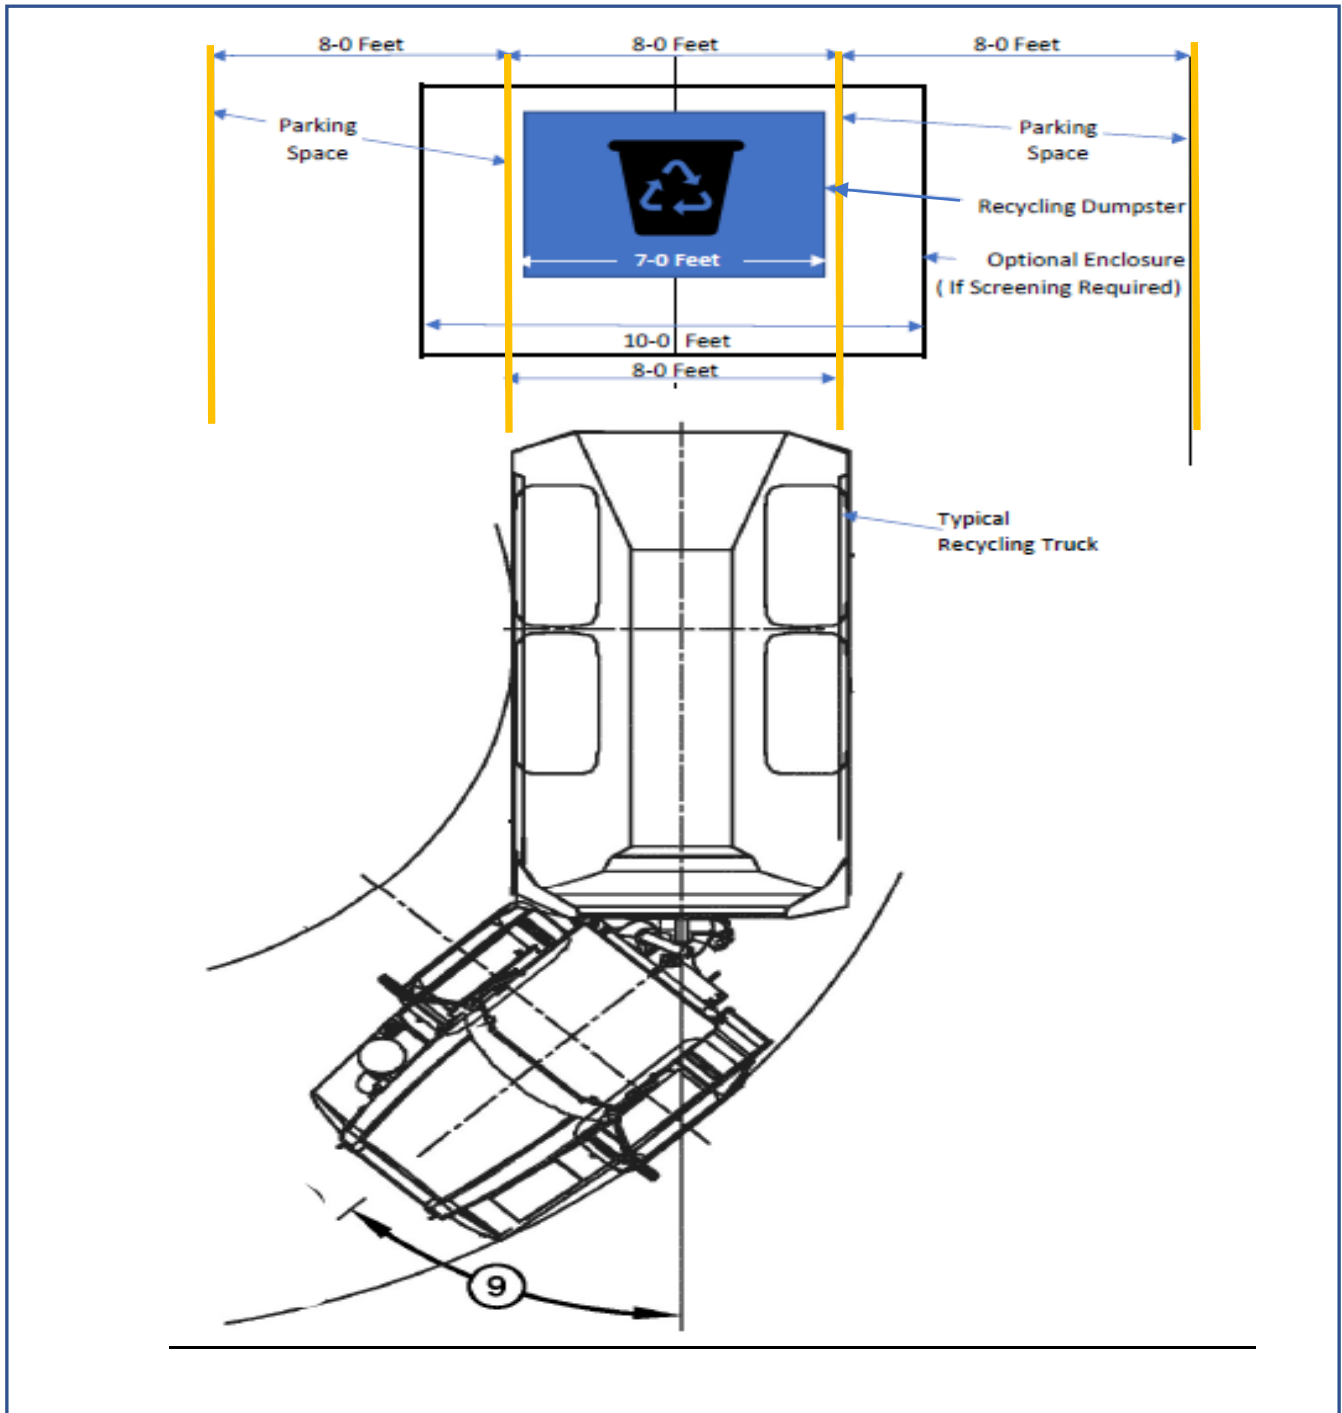 8-0 Feet
8-0 Feet
8-0 Feet
Parking
Space
Parking
Space
Recycling Dumpster
7-0 Feet
Optional Enclosure
( If Screening Required)
10-0 Feet
8-0 Feet
Typical
Recycling Truck
9